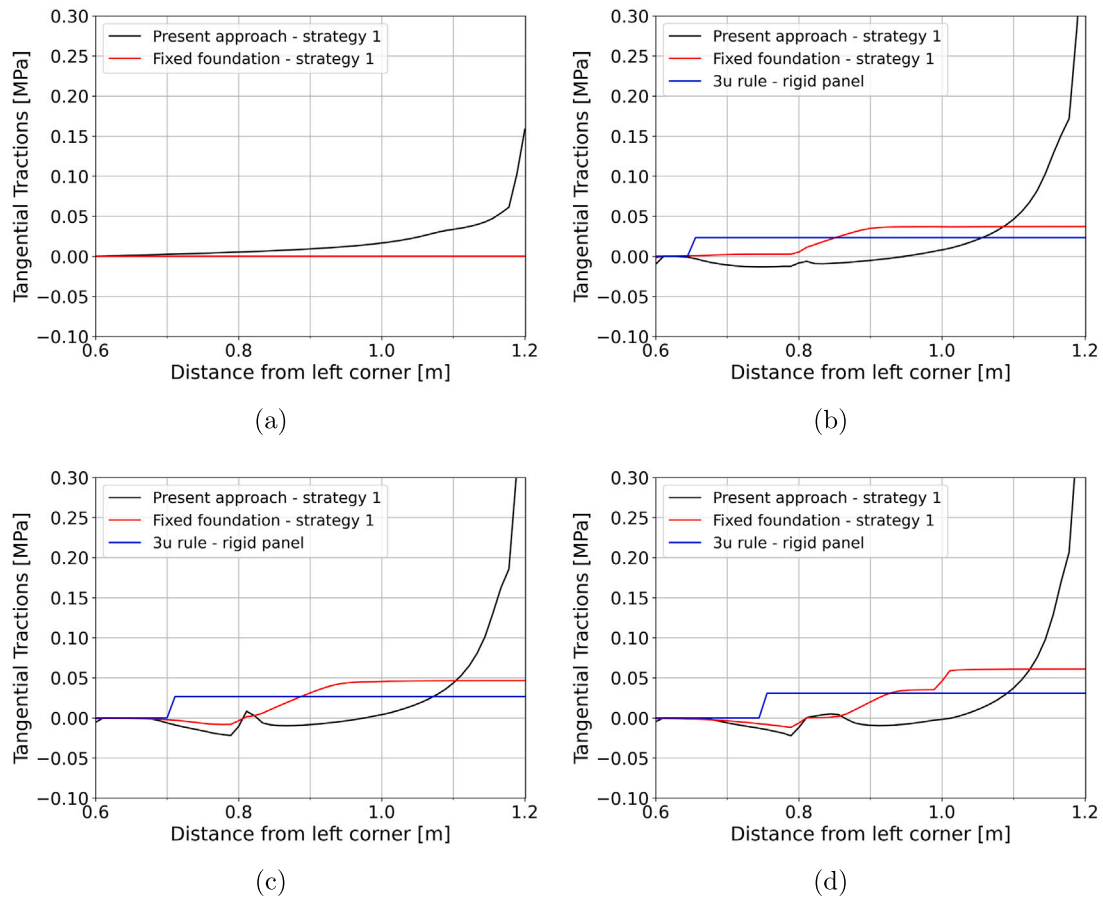 Tangential Tractions [MPa]
0.30
0.25
0.20
0.15
0.10
0.05
0.00
−0.05
−0.10
Present approach - strategy 1
Fixed foundation - strategy 1
0.6
0.8
1.0
1.2
Distance from left corner [m]
(a)
Tangential Tractions [MPa]
0.30
0.25
0.20
0.15
0.10
0.05
0.00
−0.05
−0.10
Present approach - strategy 1
Fixed foundation - strategy 1
3u rule - rigid panel
0.6
0.8
1.0
1.2
Distance from left corner [m]
(b)
Tangential Tractions [MPa]
0.30
0.25
0.20
0.15
0.10
0.05
0.00
−0.05
−0.10
Present approach - strategy 1
Fixed foundation - strategy 1
3u rule - rigid panel
0.6
0.8
1.0
1.2
Distance from left corner [m]
(c)
Tangential Tractions [MPa]
0.30
0.25
0.20
0.15
0.10
0.05
0.00
−0.05
−0.10
Present approach - strategy 1
Fixed foundation - strategy 1
3u rule - rigid panel
0.6
0.8
1.0
1.2
Distance from left corner [m]
(d)